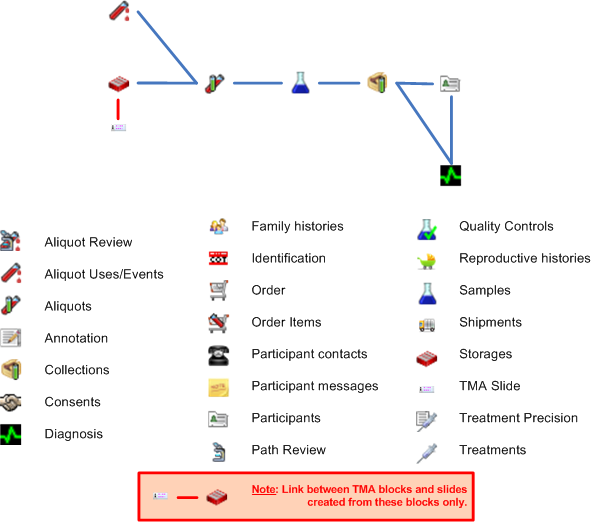 Aliquot Review
Aliquot Uses/Events
Aliquots
Annotation
Collections
Consents
Diagnosis
Family histories
Identification
Order
Order Items
Participant contacts
Participant messages
Participants
Path Review
Quality Controls
Reproductive histories
Samples
Shipments
Storages
TMA Slide
Treatment Precision
Treatments
Note: Link between TMA blocks and slides
created from these blocks only.